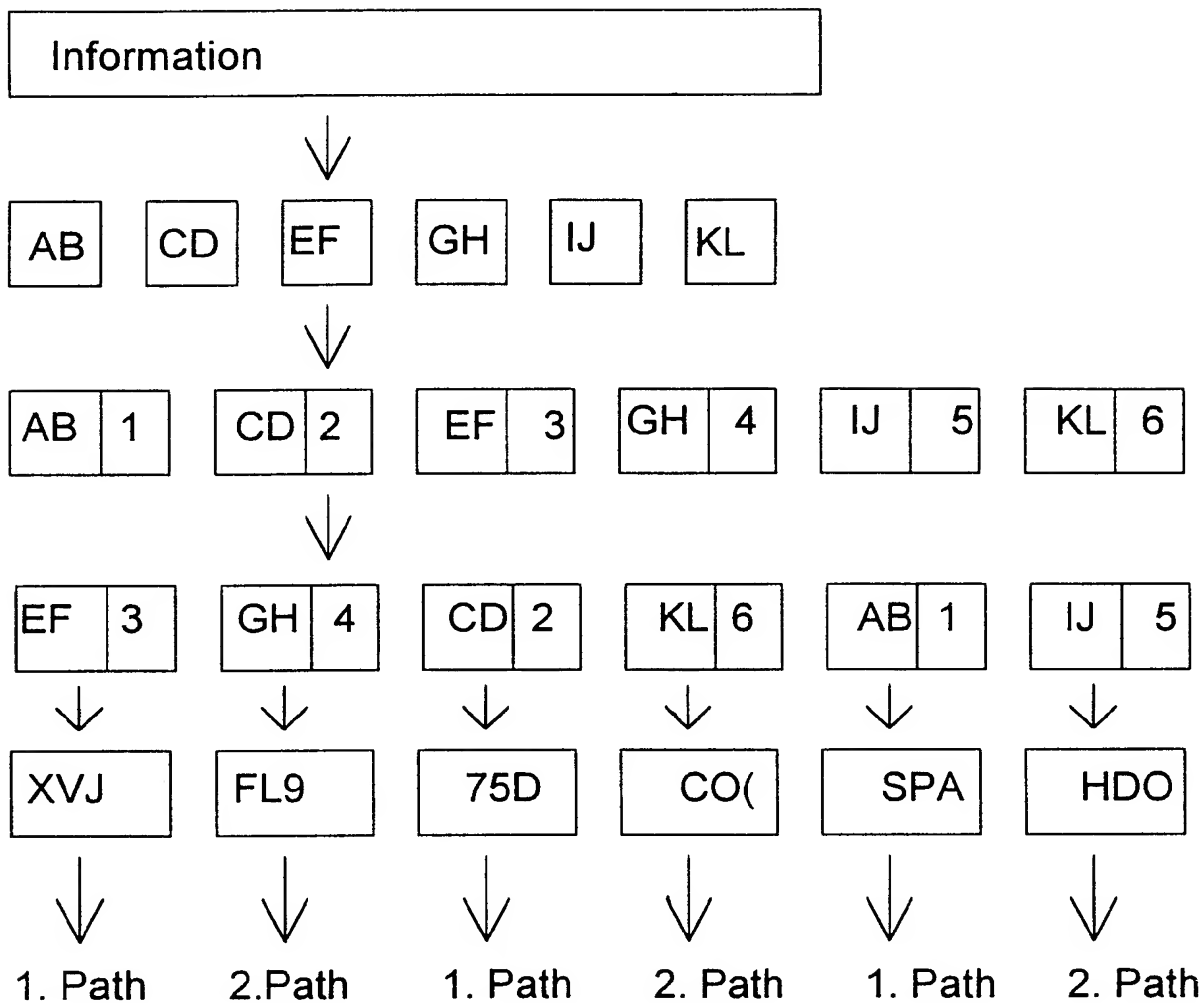 Information
AB CD EF GH IJ KL
AB 1 CD 2 EF 3 GH 4 IJ 5 KL 6
EF 3 GH 4 CD 2 KL 6 AB 1 IJ 5
XVJ FL9 75D CO( SPA HDO
1. Path 2.Path 1. Path 2. Path 1. Path 2. Path